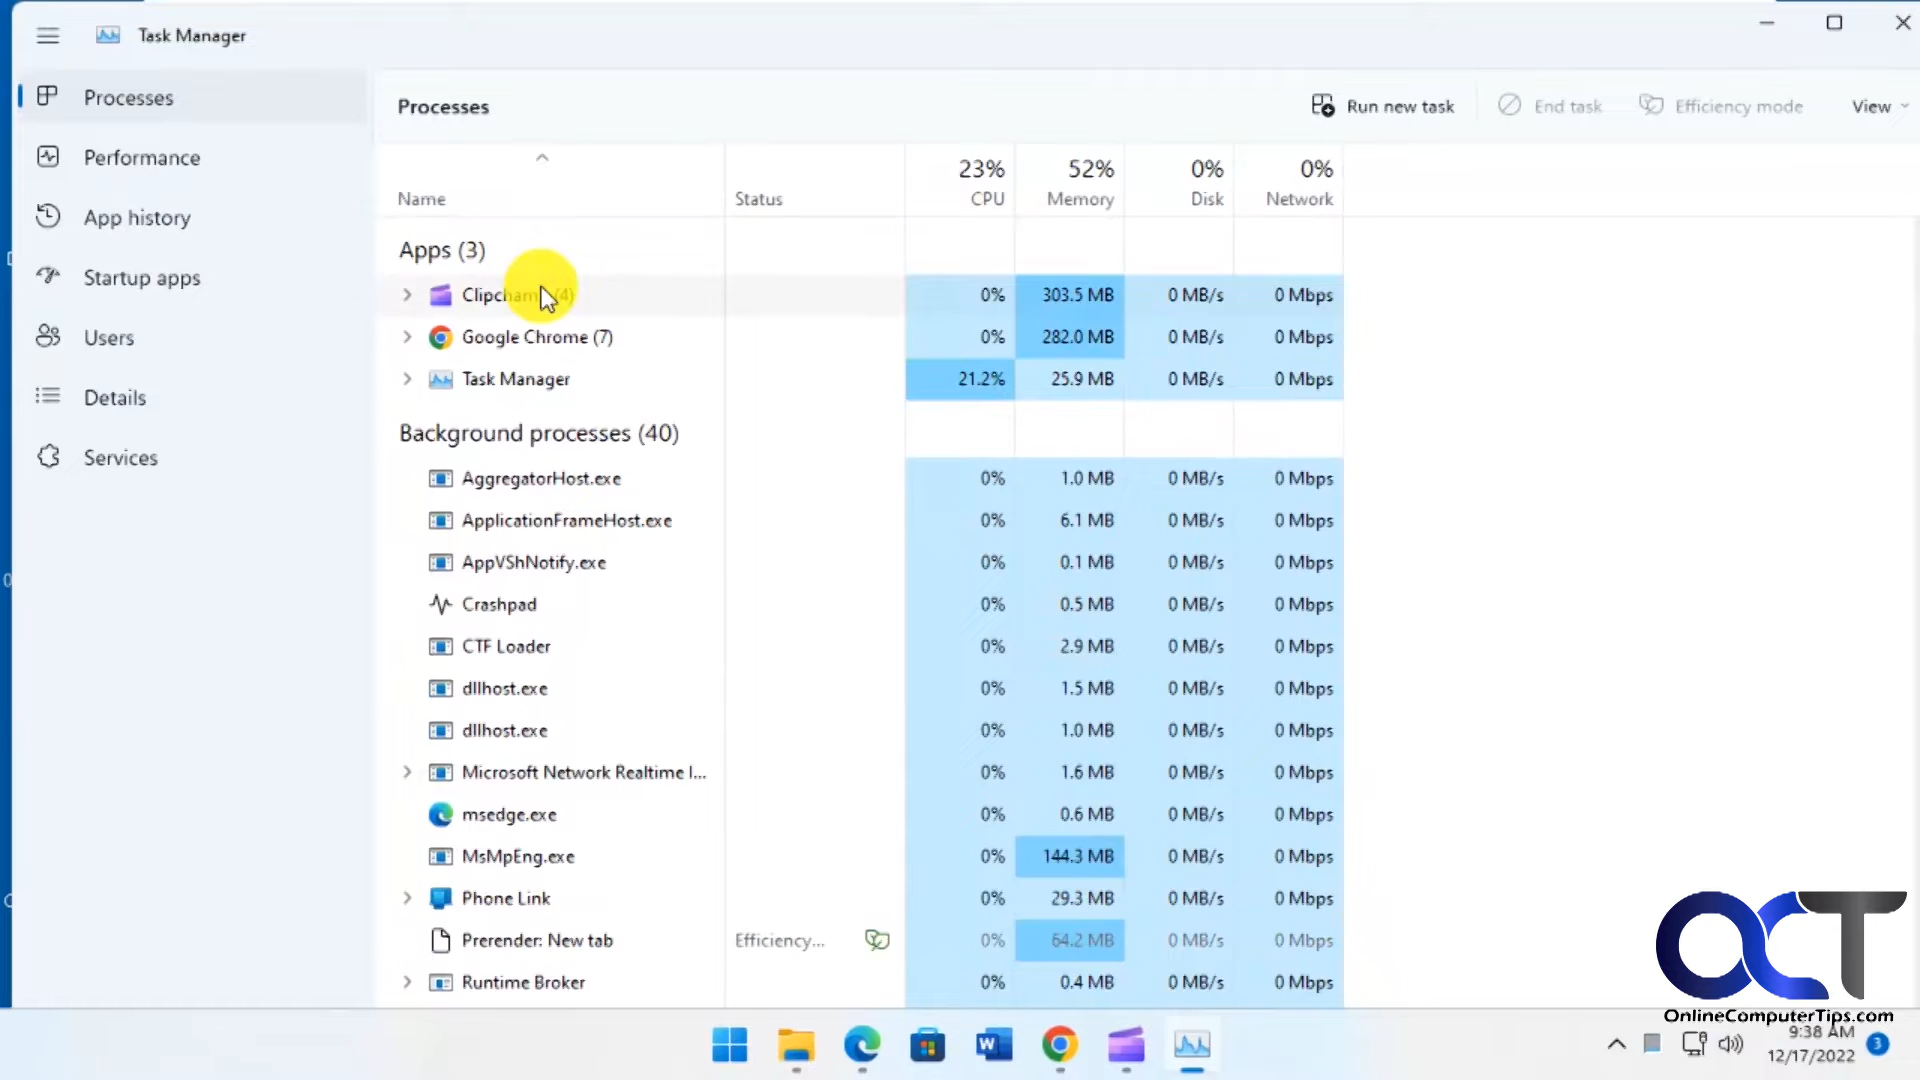 Task Manager
Processes
Performance
App history
Startup apps
Users
Details
Services
Processes
Run new task
End task
Efficiency mode
View
Name Status 23% CPU 52% Memory 0% Disk 0% Network
Apps (3)
Clipchamp (4) 0% 303.5 MB 0 MB/s 0 Mbps
Google Chrome (7) 0% 282.0 MB 0 MB/s 0 Mbps
Task Manager 21.2% 25.9 MB 0 MB/s 0 Mbps
Background processes (40)
AggregatorHost.exe 0% 1.0 MB 0 MB/s 0 Mbps
ApplicationFrameHost.exe 0% 6.1 MB 0 MB/s 0 Mbps
AppVShNotify.exe 0% 0.1 MB 0 MB/s 0 Mbps
Crashpad 0% 0.5 MB 0 MB/s 0 Mbps
CTF Loader 0% 2.9 MB 0 MB/s 0 Mbps
dllhost.exe 0% 1.5 MB 0 MB/s 0 Mbps
dllhost.exe 0% 1.0 MB 0 MB/s 0 Mbps
Microsoft Network Realtime I... 0% 1.6 MB 0 MB/s 0 Mbps
msedge.exe 0% 0.6 MB 0 MB/s 0 Mbps
MsMpEng.exe 0% 144.3 MB 0 MB/s 0 Mbps
Phone Link 0% 29.3 MB 0 MB/s 0 Mbps
Prerender: New tab Efficiency... 0% 64.2 MB 0 MB/s 0 Mbps
Runtime Broker 0% 0.4 MB 0 MB/s 0 Mbps
OCT
OnlineComputerTips.com
W
9:38 AM
12/17/2022
3